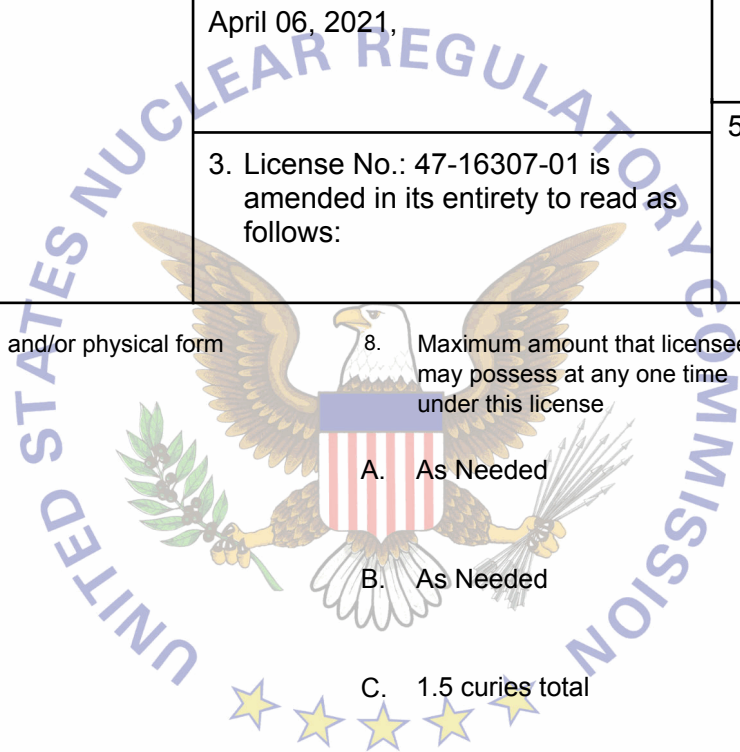 April 06, 2021,
5
3. License No.: 47-16307-01 is
amended in its entirety to read as
follows:
and/or physical form
8. Maximum amount that licensee
may possess at any one time
under this license
A. As Needed
B. As Needed
C. 1.5 curies total
UNITED STATES NUCLEAR REGULATORY COMMISSION